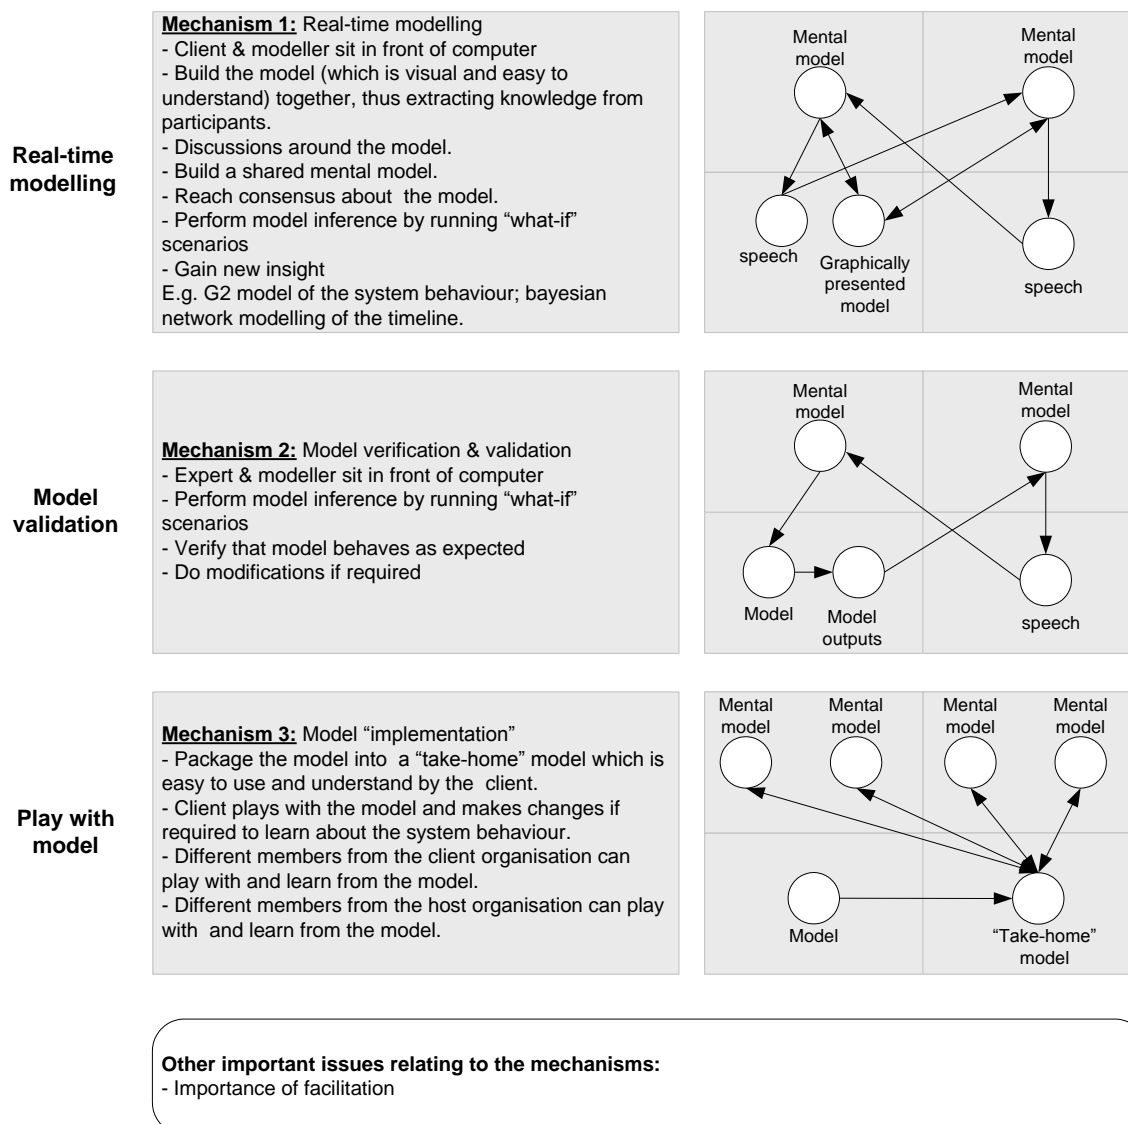 Real-time
modelling
Mechanism 1: Real-time modelling
- Client & modeller sit in front of computer
- Build the model (which is visual and easy to
understand) together, thus extracting knowledge from
participants.
- Discussions around the model.
- Build a shared mental model.
- Reach consensus about  the model.
- Perform model inference by running “what-if”
scenarios
- Gain new insight
E.g. G2 model of the system behaviour; bayesian
network modelling of the timeline.
Mental
model
Mental
model
speech
Graphically
presented
model
speech
Model
validation
Mechanism 2: Model verification & validation
- Expert & modeller sit in front of computer
- Perform model inference by running “what-if”
scenarios
- Verify that model behaves as expected
- Do modifications if required
Mental
model
Mental
model
Model
Model
outputs
speech
Play with
model
Mechanism 3: Model “implementation”
- Package the model into  a “take-home” model which is
easy to use and understand by the  client.
- Client plays with the model and makes changes if
required to learn about the system behaviour.
- Different members from the client organisation can
play with and learn from the model.
- Different members from the host organisation can play
with  and learn from the model.
Mental
model
Mental
model
Mental
model
Mental
model
Model
“Take-home”
model
Other important issues relating to the mechanisms:
- Importance of facilitation